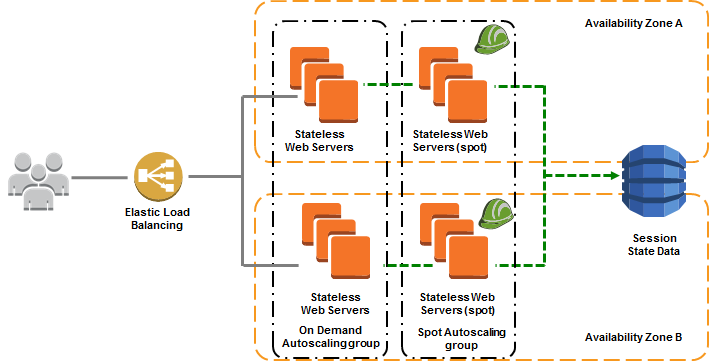 Availability Zone A
Stateless
Web Servers
Stateless Web
Servers (spot)
Elastic Load
Balancing
Session
State Data
Stateless
Web Servers
Stateless Web
Servers (spot)
On Demand
Autoscaling group
Spot Autoscaling
group
Availability Zone B